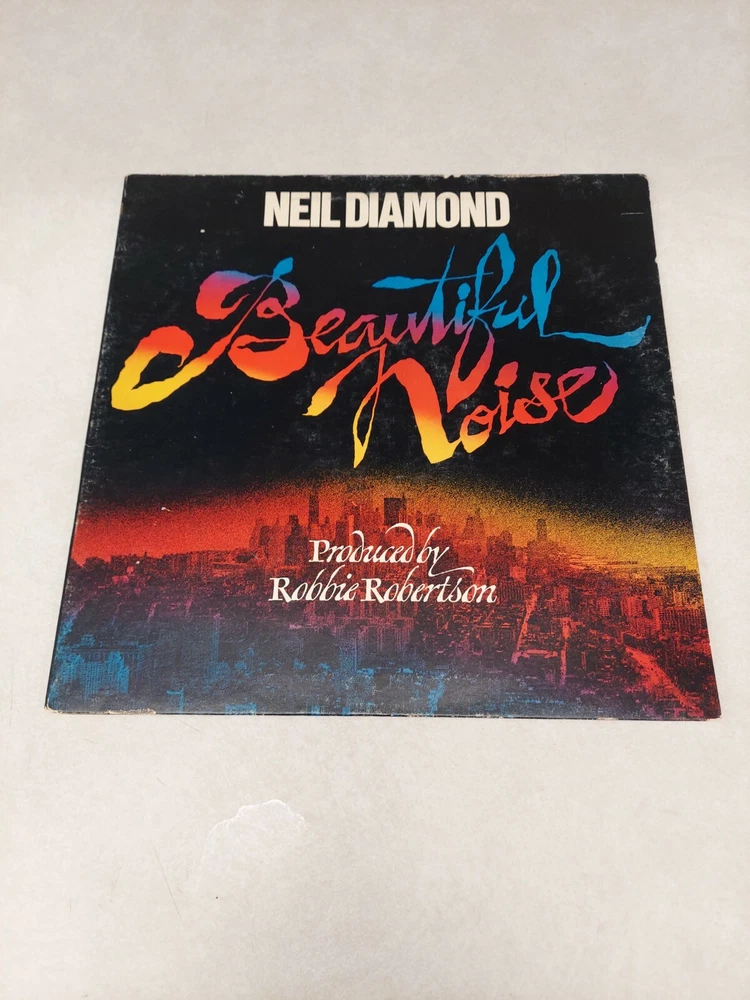 NEIL DIAMOND
Beautiful
Noise
Produced by
Robbie Robertson